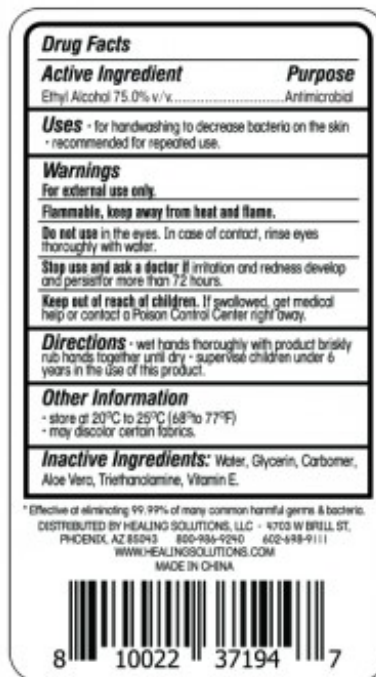 Drug Facts
Active Ingredient Purpose
Ethyl Alcohol 75.0% v/v..............................Antimicrobial
Uses - for handwashing to decrease bacteria on the skin
- recommended for repeated use.
Warnings
For external use only.
Flammable, keep away from heat and flame.
Do not use in the eyes. In case of contact, rinse eyes
thoroughly with water.
Stop use and ask a doctor if irritation and redness develop
and persistfor more than 72 hours.
Keep out of reach of children. If swallowed, get medical
help or contact a Poison Control Center right away.
Directions - wet hands thoroughly with product briskly
rub hands together until dry - supervise children under 6
years in the use of this product.
Other Information
- store at 20°C to 25°C (68°to 77°F)
- may discolor certain fabrics.
Inactive Ingredients: Water, Glycerin, Carbomer,
Aloe Vera, Triethanolamine, Vitamin E.
* Effective at eliminating 99.99% of many common harmful germs & bacteria.
DISTRIBUTED BY HEALING SOLUTIONS, LLC - 4703 W BRILL ST,
PHOENIX, AZ 85043 800-986-9240 602-698-9111
WWW.HEALINGSOLUTIONS.COM
MADE IN CHINA
8 10022 37194 7